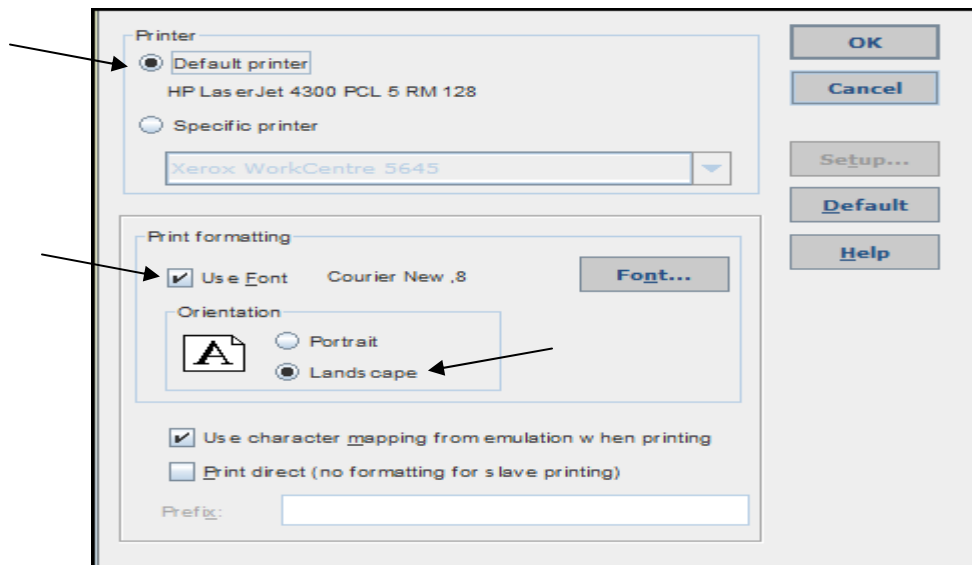 Printer
Default printer
HP LaserJet 4300 PCL 5 RM 128
Specific printer
Xerox WorkCentre 5645
OK
Cancel
Setup...
Default
Help
Print formatting
Use Font Courier New ,8 Font...
Orientation
A
Portrait
Landscape
Use character mapping from emulation when printing
Print direct (no formatting for slave printing)
Prefix: